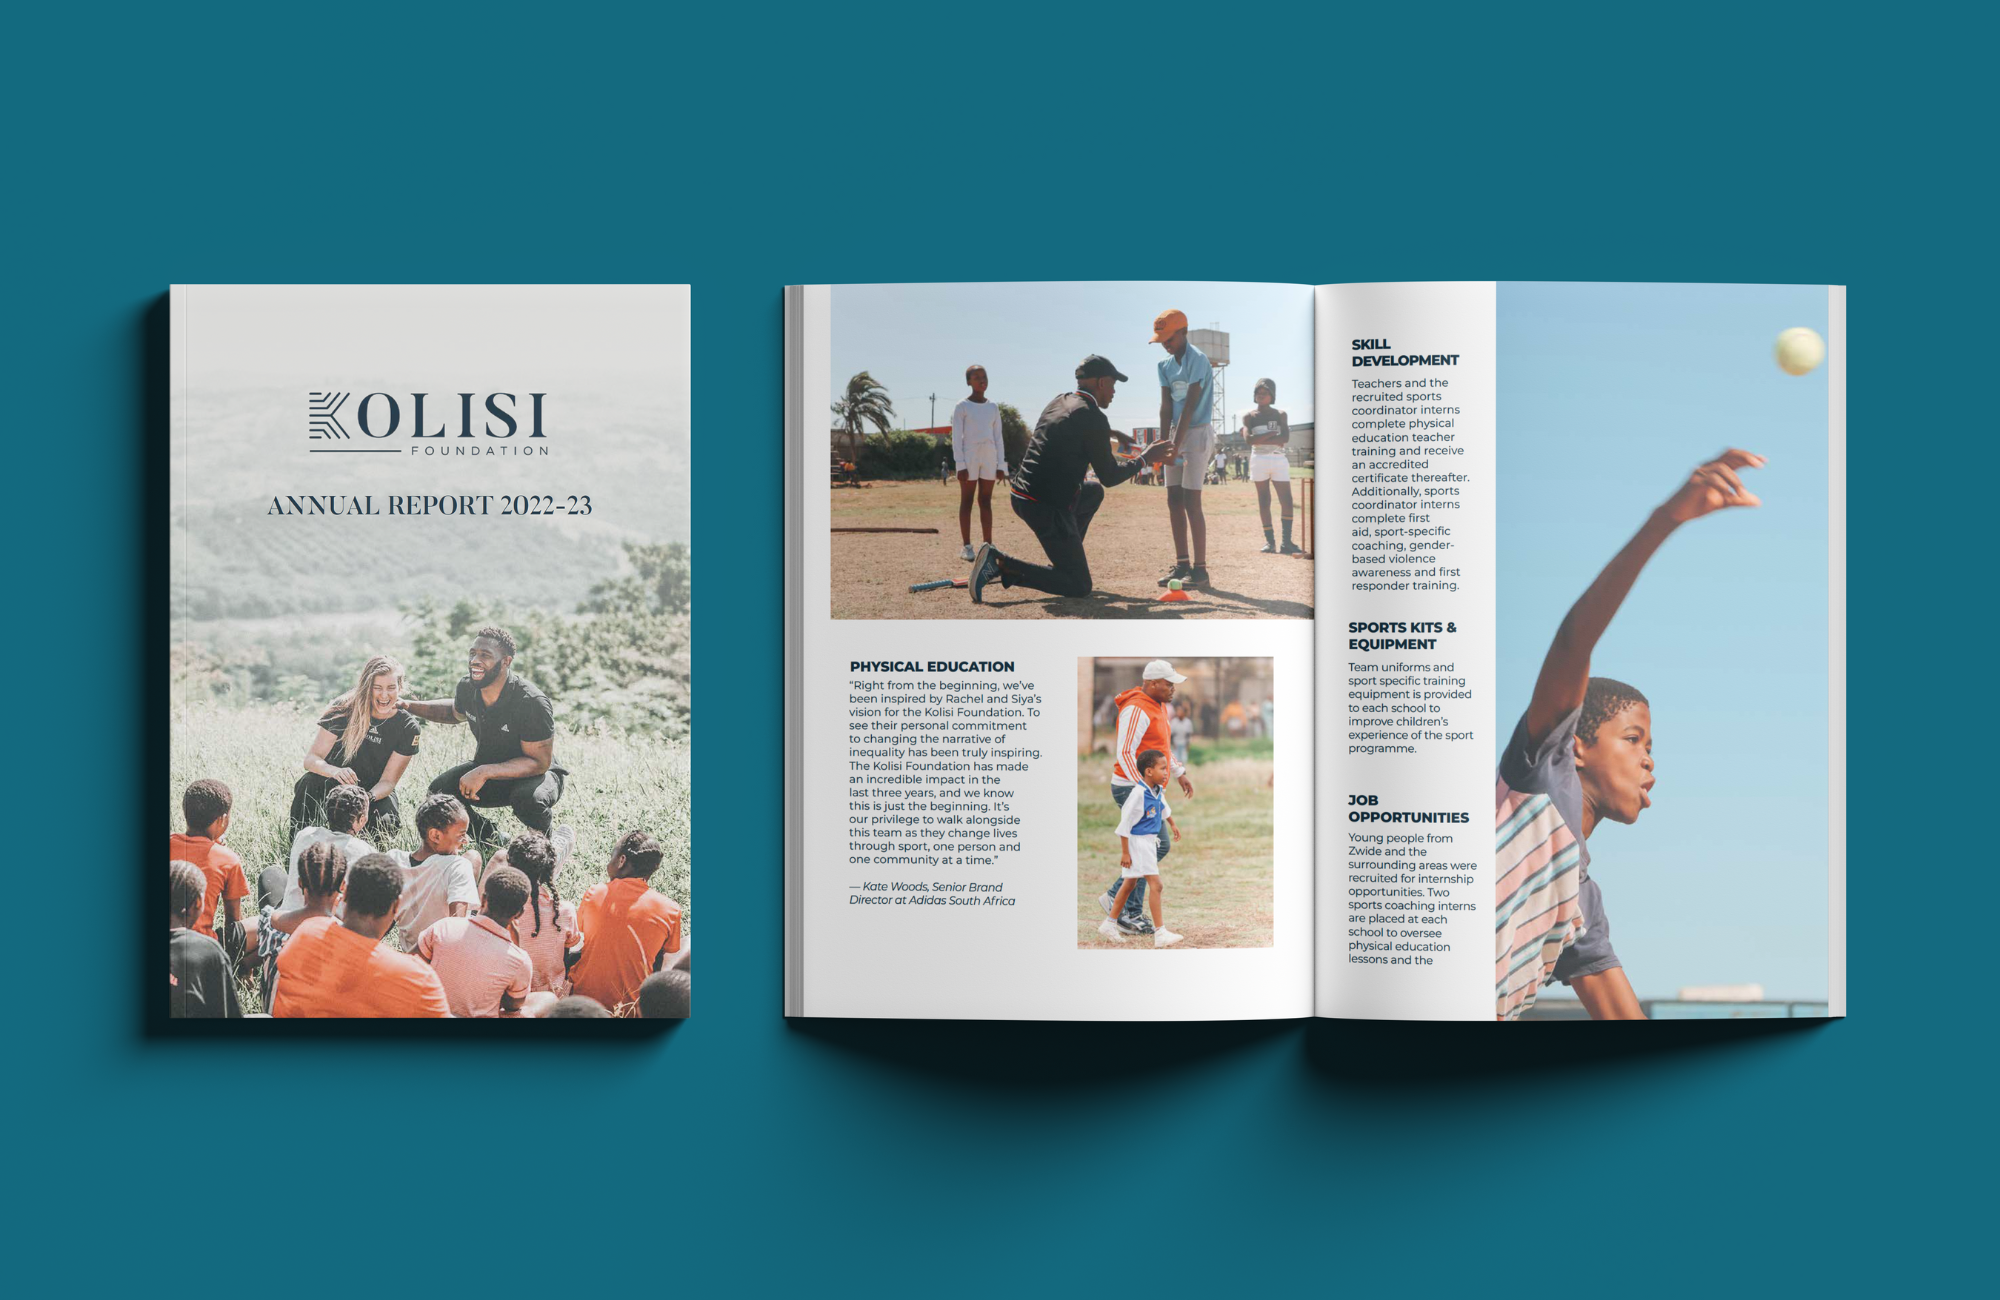 KOLISI
FOUNDATION
ANNUAL REPORT 2022-23
PHYSICAL EDUCATION
"Right from the beginning, we've
been inspired by Rachel and Siya's
vision for the Kolisi Foundation. To
see their personal commitment
to changing the narrative of
inequality has been truly inspiring.
The Kolisi Foundation has made
an incredible impact in the
last three years, and we know
this is just the beginning. It's
our privilege to walk alongside
this team as they change lives
through sport, one person and
one community at a time."
— Kate Woods, Senior Brand
Director at Adidas South Africa
SKILL
DEVELOPMENT
Teachers and the
recruited sports
coordinator interns
complete physical
education teacher
training and receive
an accredited
certificate thereafter.
Additionally, sports
coordinator interns
complete first
aid, sport-specific
coaching, gender-
based violence
awareness and first
responder training.
SPORTS KITS &
EQUIPMENT
Team uniforms and
sport specific training
equipment is provided
to each school to
improve children's
experience of the sport
programme.
JOB
OPPORTUNITIES
Young people from
Zwide and the
surrounding areas were
recruited for internship
opportunities. Two
sports coaching interns
are placed at each
school to oversee
physical education
lessons and the